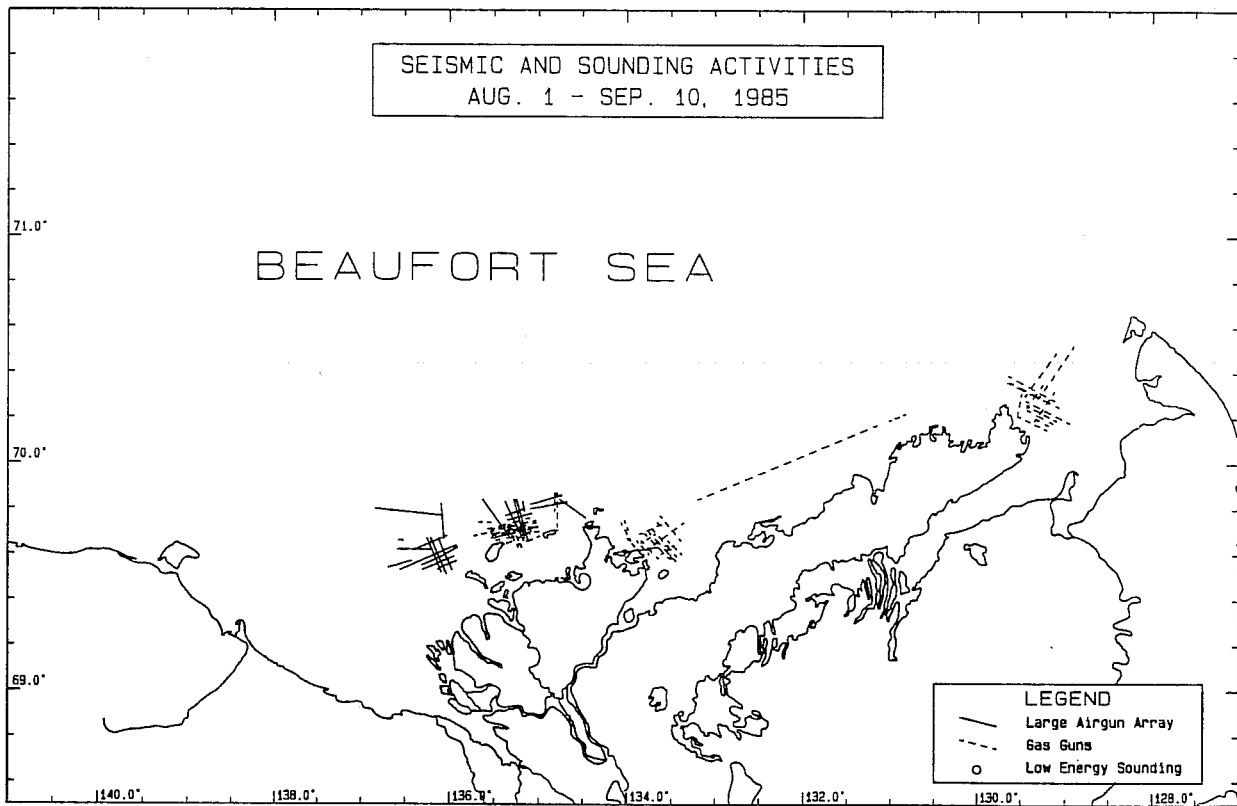 SEISMIC AND SOUNDING ACTIVITIES
AUG. 1 - SEP. 10, 1985
71.0°
BEAUFORT SEA
70.0°
69.0°
LEGEND
Large Airgun Array
Gas Guns
Low Energy Sounding
140.0° 138.0° 136.0° 134.0° 132.0° 130.0° 128.0°